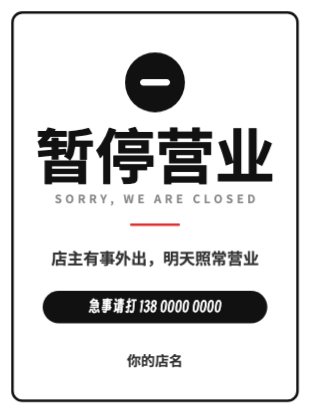 暂停营业
SORRY, WE ARE CLOSED
店主有事外出，明天照常营业
急事请打 138 0000 0000
你的店名